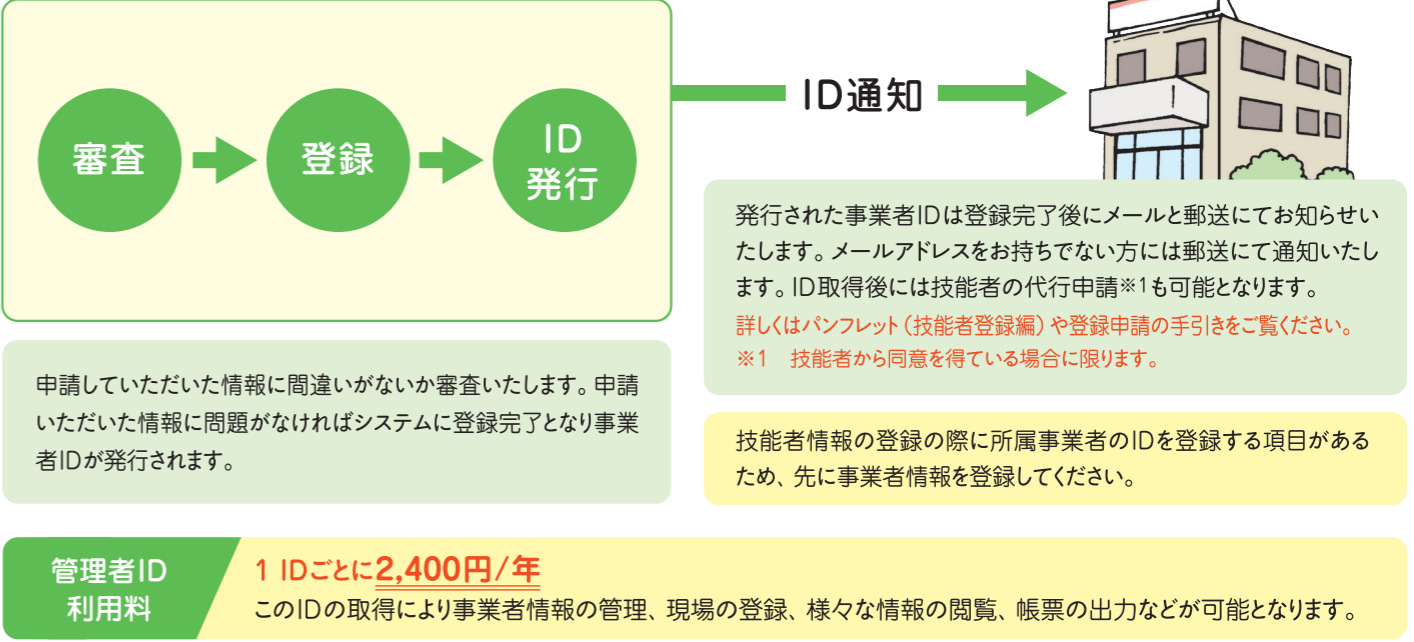 審査
登録
ID
発行
ID通知
申請していただいた情報に間違いがないか審査いたします。申請
いただいた情報に問題がなければシステムに登録完了となり事業
者IDが発行されます。
発行された事業者IDは登録完了後にメールと郵送にてお知らせい
たします。メールアドレスをお持ちでない方には郵送にて通知いたし
ます。ID取得後には技能者の代行申請※1も可能となります。
詳しくはパンフレット（技能者登録編）や登録申請の手引きをご覧ください。
※1　技能者から同意を得ている場合に限ります。
技能者情報の登録の際に所属事業者のIDを登録する項目がある
ため、先に事業者情報を登録してください。
管理者ID
利用料
1 IDごとに2,400円/年
このIDの取得により事業者情報の管理、現場の登録、様々な情報の閲覧、帳票の出力などが可能となります。